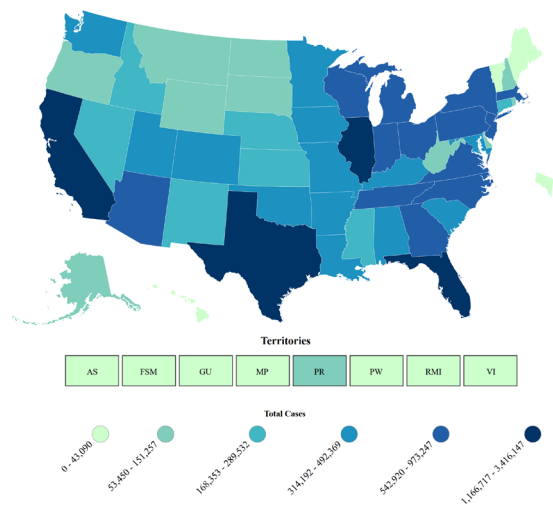 Territories
AS FSM GU MP PR PW RMI VI
Total Cases
0 - 43,090
53,450 - 151,257
168,353 - 289,532
314,192 - 492,369
542,920 - 973,247
1,166,717 - 3,416,147